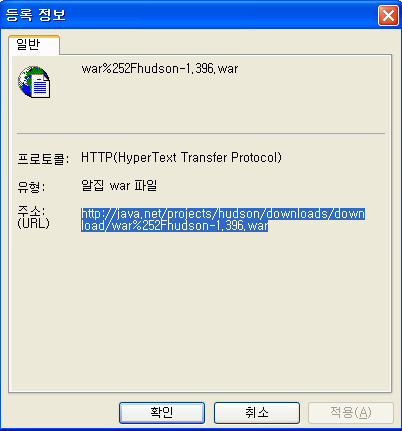 등록 정보
일반
war%252Fhudson-1.396.war
프로토콜: HTTP(HyperText Transfer Protocol)
유형: 알집 war 파일
주소: http://java.net/projects/hudson/downloads/down
(URL) load/war%252Fhudson-1.396.war
확인 취소 적용(A)